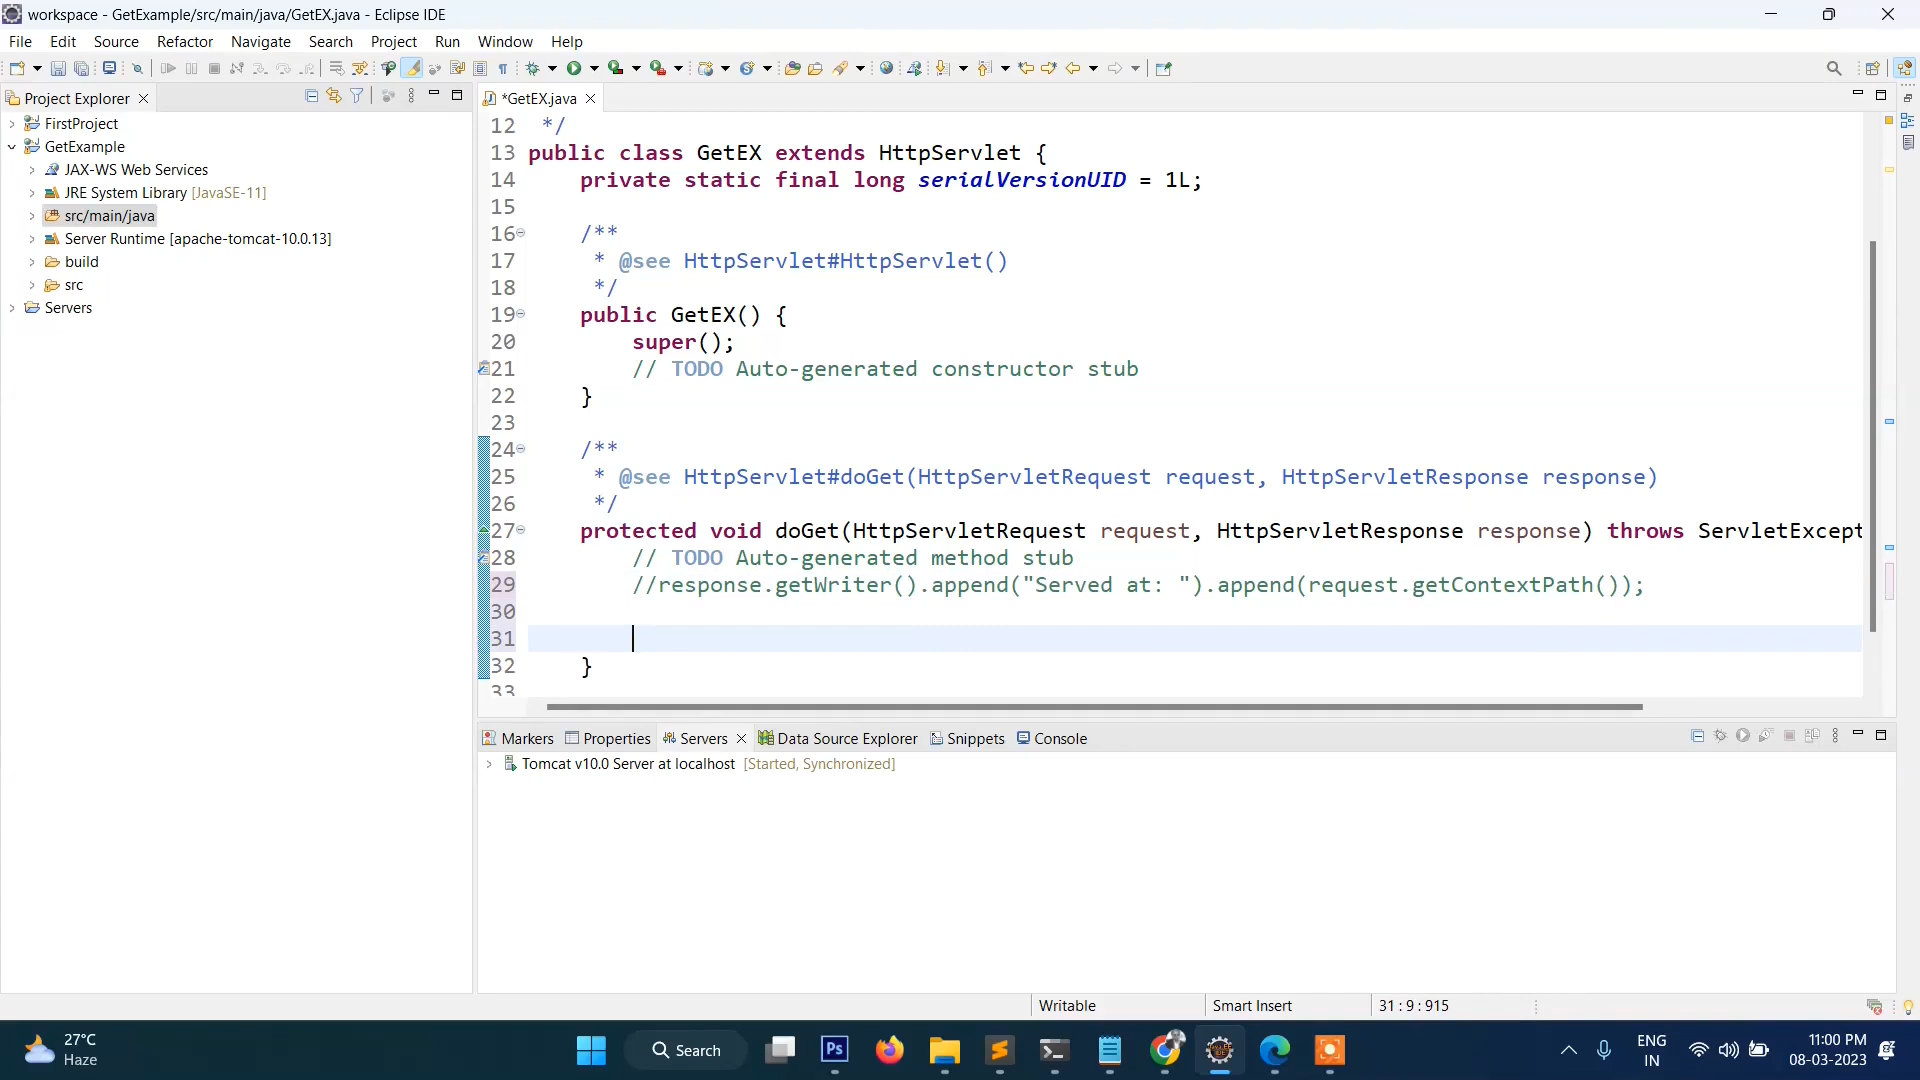 workspace - GetExample/src/main/java/GetEX.java - Eclipse IDE
File Edit Source Refactor Navigate Search Project Run Window Help
Project Explorer
FirstProject
GetExample
JAX-WS Web Services
JRE System Library [JavaSE-11]
src/main/java
Server Runtime [apache-tomcat-10.0.13]
build
src
Servers
*GetEX.java
12 */
13 public class GetEX extends HttpServlet {
14 private static final long serialVersionUID = 1L;
15
16 /**
17 * @see HttpServlet#HttpServlet()
18 */
19 public GetEX() {
20 super();
21 // TODO Auto-generated constructor stub
22 }
23
24 /**
25 * @see HttpServlet#doGet(HttpServletRequest request, HttpServletResponse response)
26 */
27 protected void doGet(HttpServletRequest request, HttpServletResponse response) throws ServletExcept
28 // TODO Auto-generated method stub
29 //response.getWriter().append("Served at: ").append(request.getContextPath());
30
31
32 }
33
Markers Properties Servers Data Source Explorer Snippets Console
Tomcat v10.0 Server at localhost [Started, Synchronized]
Writable Smart Insert 31 : 9 : 915
27°C
Haze
Search
Ps
ENG
IN
11:00 PM
08-03-2023